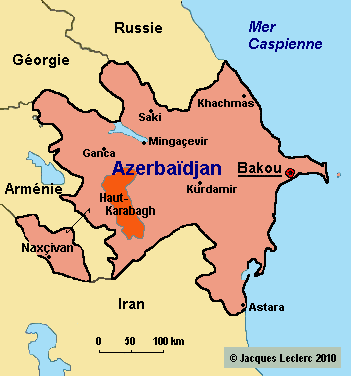 Russie
Mer
Caspienne
Géorgie
Khachmas
Saki
Mingaçevir
Ganca
Azerbaïdjan
Bakou
Arménie
Kürdamir
Haut-
Karabagh
Naxçivan
Iran
Astara
0 50 100 km
© Jacques Leclerc 2010